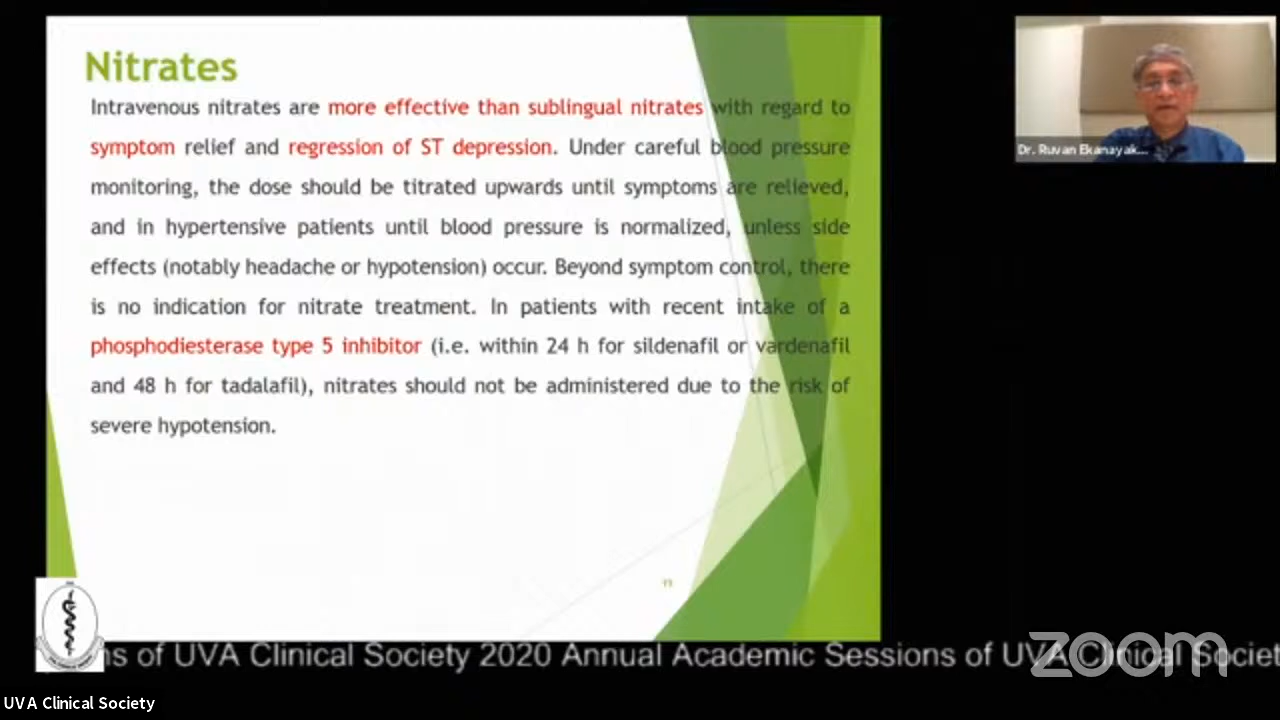 Nitrates
Intravenous nitrates are more effective than sublingual nitrates with regard to
symptom relief and regression of ST depression. Under careful blood pressure
monitoring, the dose should be titrated upwards until symptoms are relieved,
and in hypertensive patients until blood pressure is normalized, unless side
effects (notably headache or hypotension) occur. Beyond symptom control, there
is no indication for nitrate treatment. In patients with recent intake of a
phosphodiesterase type 5 inhibitor (i.e. within 24 h for sildenafil or vardenafil
and 48 h for tadalafil), nitrates should not be administered due to the risk of
severe hypotension.
Dr. Ruvan Ekanayak...
ns of UVA Clinical Society 2020 Annual Academic Sessions of UVA Clinical Societ
zoom
UVA Clinical Society